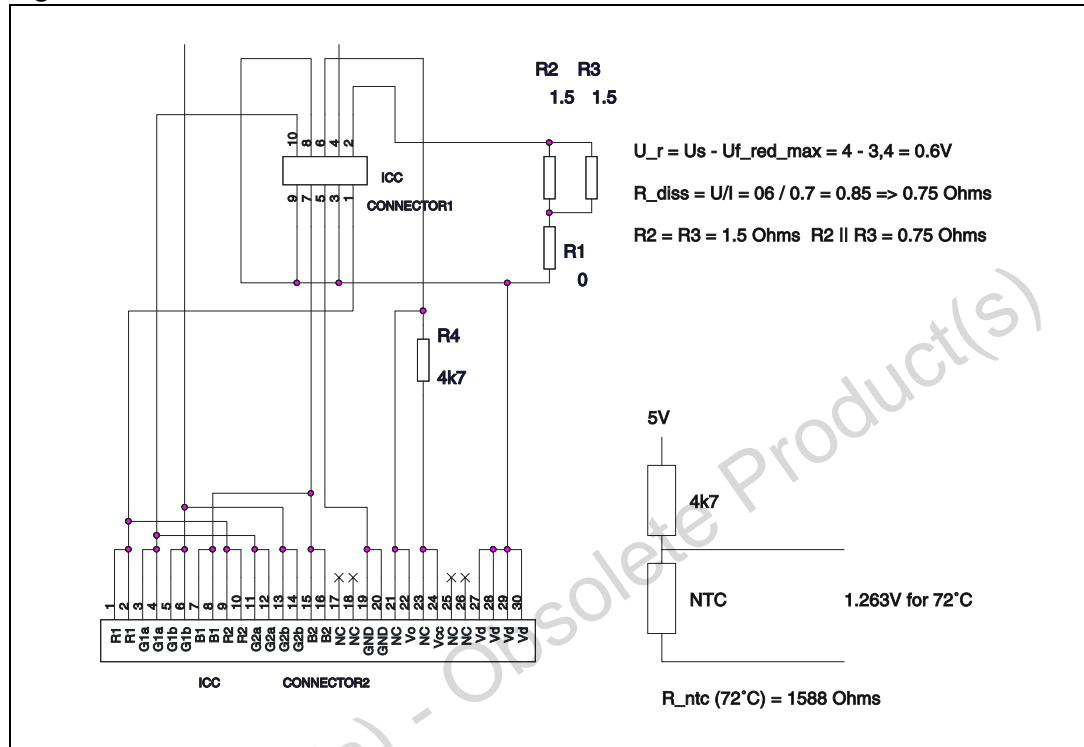 R2 R3
1.5 1.5
U_r = Us - Uf_red_max = 4 - 3,4 = 0.6V
R_diss = U/I = 06 / 0.7 = 0.85 => 0.75 Ohms
R2 = R3 = 1.5 Ohms R2 || R3 = 0.75 Ohms
10 8 6 4 2
ICC
CONNECTOR1
9 7 5 3 1
R1
0
R4
4k7
5V
4k7
NTC
1.263V for 72°C
R_ntc (72°C) = 1588 Ohms
1 2 3 4 5 6 7 8 9 10 11 12 13 14 15 16 17 18 19 20 21 22 23 24 25 26 27 28 29 30
R1 R1 G1a G1a G1b G1b B1 B1 R2 R2 G2a G2a G2b G2b B2 B2 NC NC GND GND NC Vo NC Vcc NC NC Vd Vd Vd Vd
ICC CONNECTOR2
) - Obsolete Product(s)